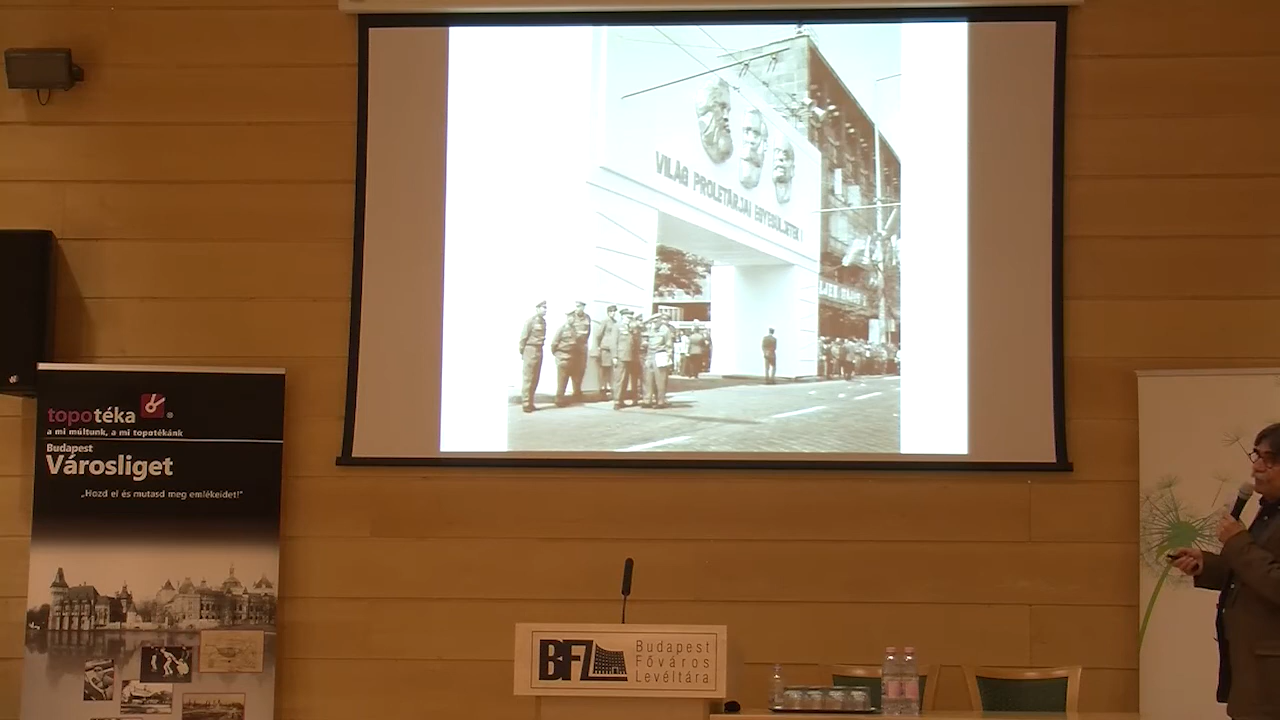 VILÁG PROLETÁRJAI EGYESÜLJETEK !
topotéka ®
a mi múltunk, a mi topotékánk
Budapest
Városliget
„Hozd el és mutasd meg emlékeidet!"
BFL
Budapest
Főváros
Levéltára